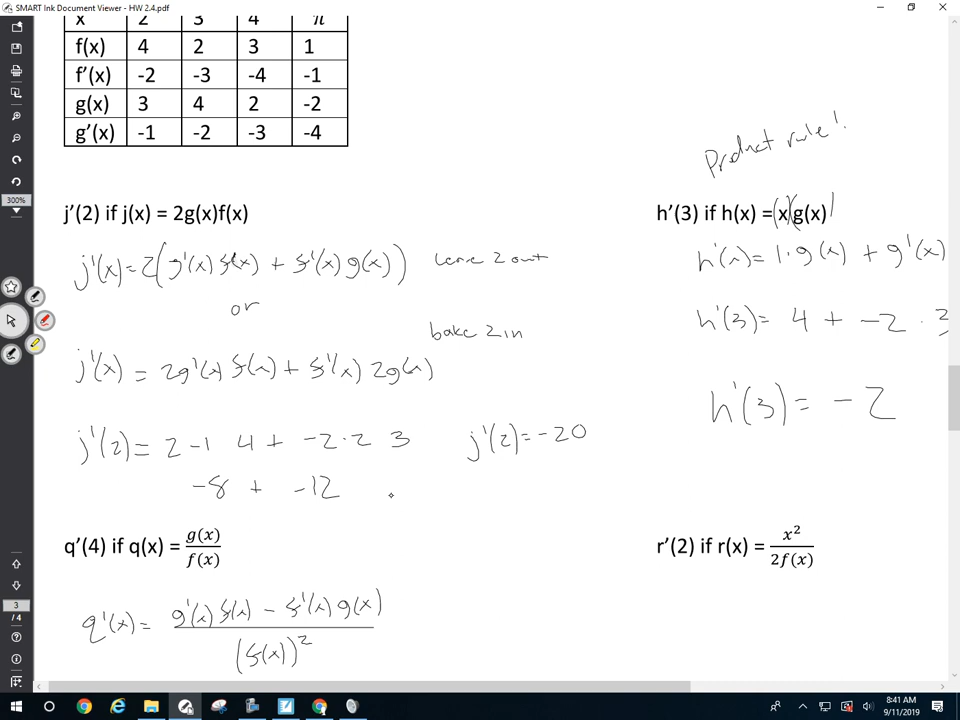 SMART Ink Document Viewer - HW 2.4.pdf
x 2 3 4 π
f(x) 4 2 3 1
f'(x) -2 -3 -4 -1
g(x) 3 4 2 -2
g'(x) -1 -2 -3 -4
300%
Product rule!
j'(2) if j(x) = 2g(x)f(x)
j'(x) = 2(g'(x) f(x) + f'(x) g(x)) leave 2 out
or
bake 2 in
j'(x) = 2g'(x) f(x) + f'(x) 2g(x)
j'(2) = 2 -1 4 + -2 · 2 3 j'(2) = -20
-8 + -12
h'(3) if h(x) = (x)(g(x)
h'(x) = 1 · g(x) + g'(x)
h'(3) = 4 + -2 · 3
h'(3) = -2
q'(4) if q(x) = g(x)/f(x)
q'(x) = g'(x) f(x) - f'(x) g(x)
(f(x))²
r'(2) if r(x) = x²/2f(x)
3
/ 4
8:41 AM
9/11/2019